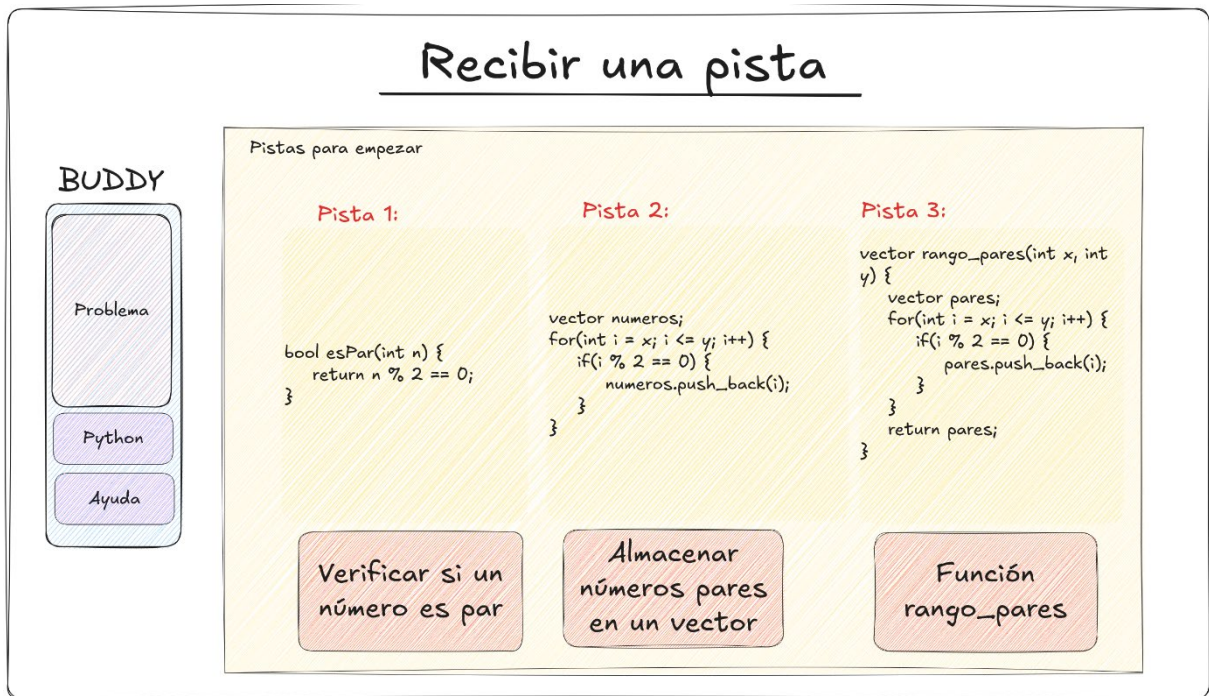 Recibir una pista
BUDDY
Problema
Python
Ayuda
Pistas para empezar
Pista 1:
bool esPar(int n) {
return n % 2 == 0;
}
Verificar si un
número es par
Pista 2:
vector numeros;
for(int i = x; i <= y; i++) {
if(i % 2 == 0) {
numeros.push_back(i);
}
}
Almacenar
números pares
en un vector
Pista 3:
vector rango_pares(int x, int
y) {
vector pares;
for(int i = x; i <= y; i++) {
if(i % 2 == 0) {
pares.push_back(i);
}
}
return pares;
}
Función
rango_pares